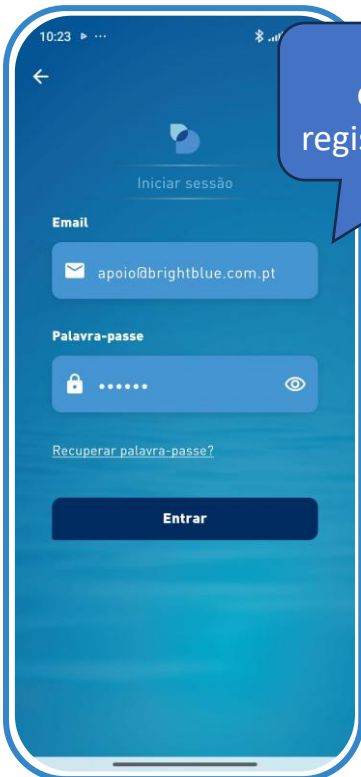 10:23
Iniciar sessão
Email
apoio@brightblue.com.pt
Palavra-passe
••••••
Recuperar palavra-passe?
Entrar